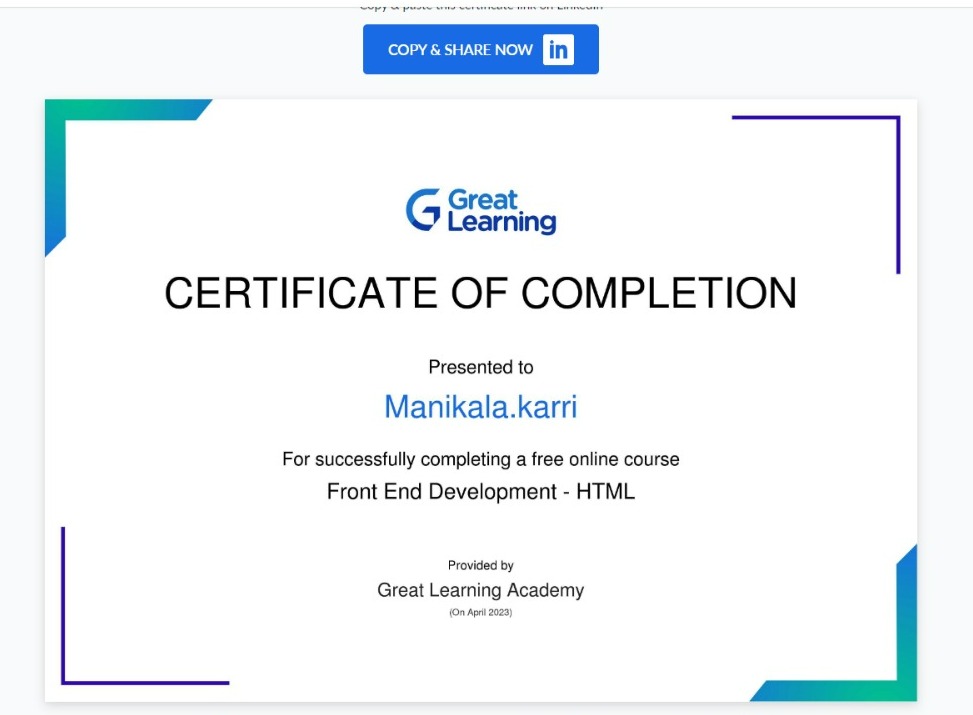 Copy & paste this certificate link on LinkedIn
COPY & SHARE NOW in
Great
Learning
CERTIFICATE OF COMPLETION
Presented to
Manikala.karri
For successfully completing a free online course
Front End Development - HTML
Provided by
Great Learning Academy
(On April 2023)